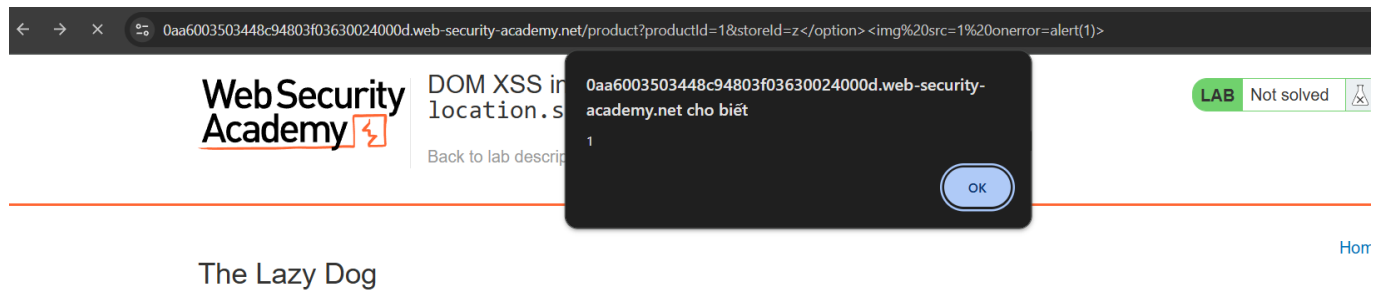 0aa6003503448c94803f03630024000d.web-security-academy.net/product?productId=1&storeId=z</option><img%20src=1%20onerror=alert(1)>
WebSecurity
Academy
DOM XSS in
location.s
Back to lab descrip
0aa6003503448c94803f03630024000d.web-security-
academy.net cho biết
1
OK
LAB
Not solved
Hom
The Lazy Dog